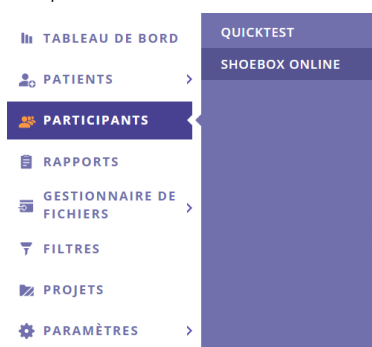 TABLEAU DE BORD
PATIENTS
PARTICIPANTS
RAPPORTS
GESTIONNAIRE DE
FICHIERS
FILTRES
PROJETS
PARAMÈTRES
QUICKTEST
SHOEBOX ONLINE